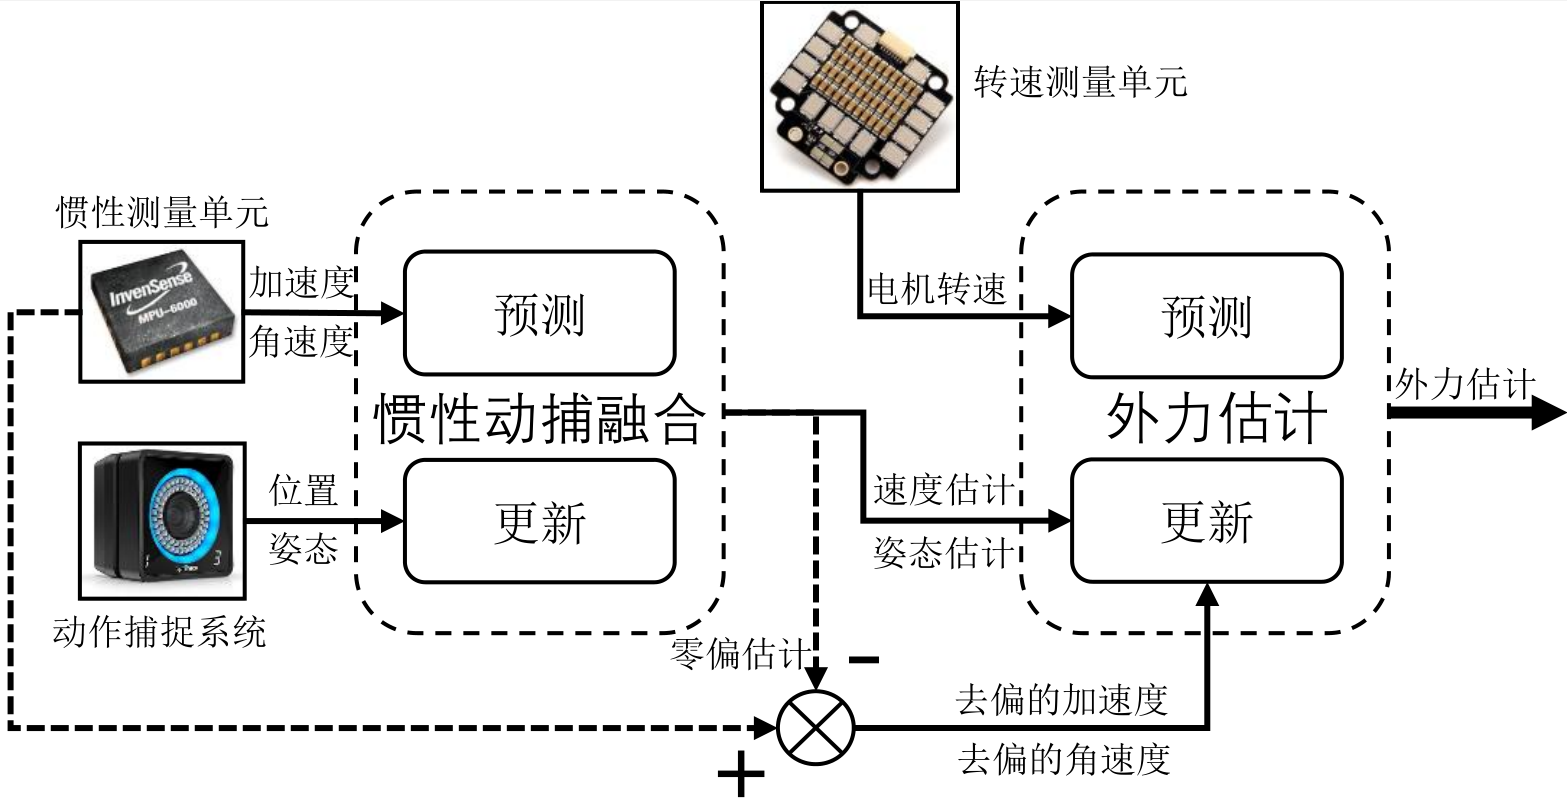 转速测量单元
惯性测量单元
InvenSense
MPU-6000
加速度
角速度
预测
电机转速
预测
惯性动捕融合
外力估计
外力估计
位置
姿态
更新
速度估计
姿态估计
更新
3
动作捕捉系统
零偏估计
−
去偏的加速度
去偏的角速度
+